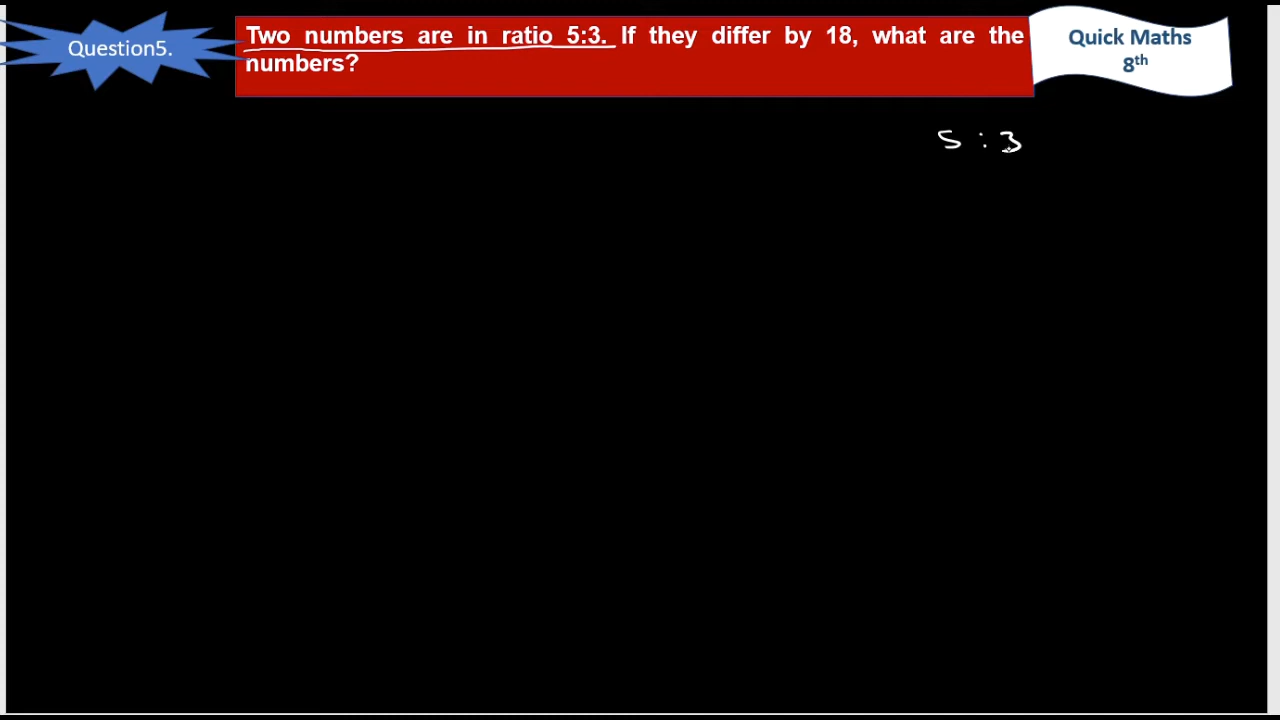 Question5.
Two numbers are in ratio 5:3. If they differ by 18, what are the
numbers?
Quick Maths
8th
5 : 3